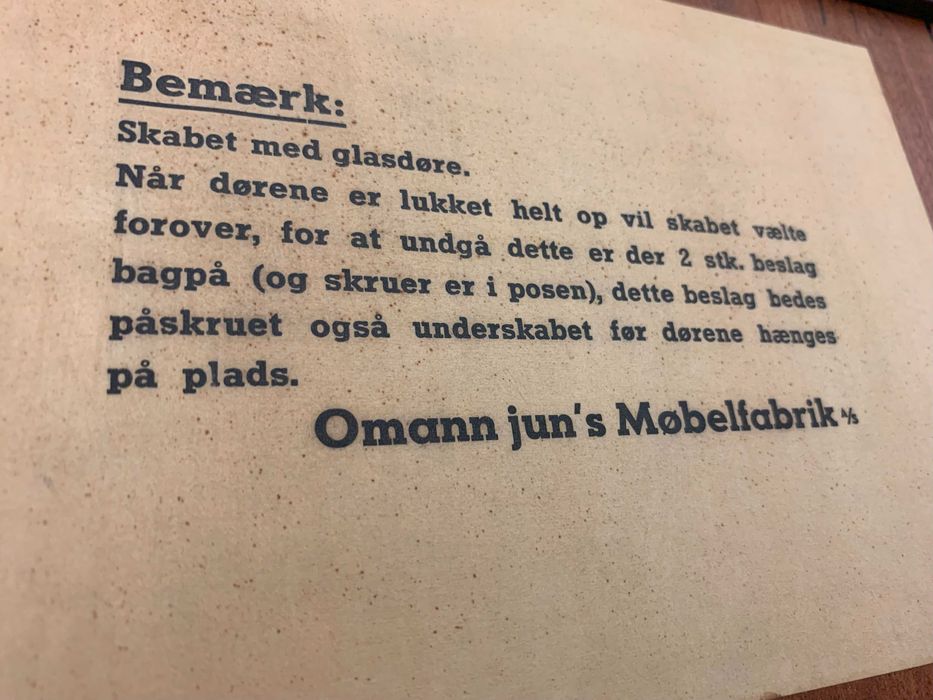 Bemærk:
Skabet med glasdøre.
Når dørene er lukket helt op vil skabet vælte
forover, for at undgå dette er der 2 stk. beslag
bagpå (og skruer er i posen), dette beslag bedes
påskruet også underskabet før dørene hænges
på plads.
Omann jun's Møbelfabrik A/S